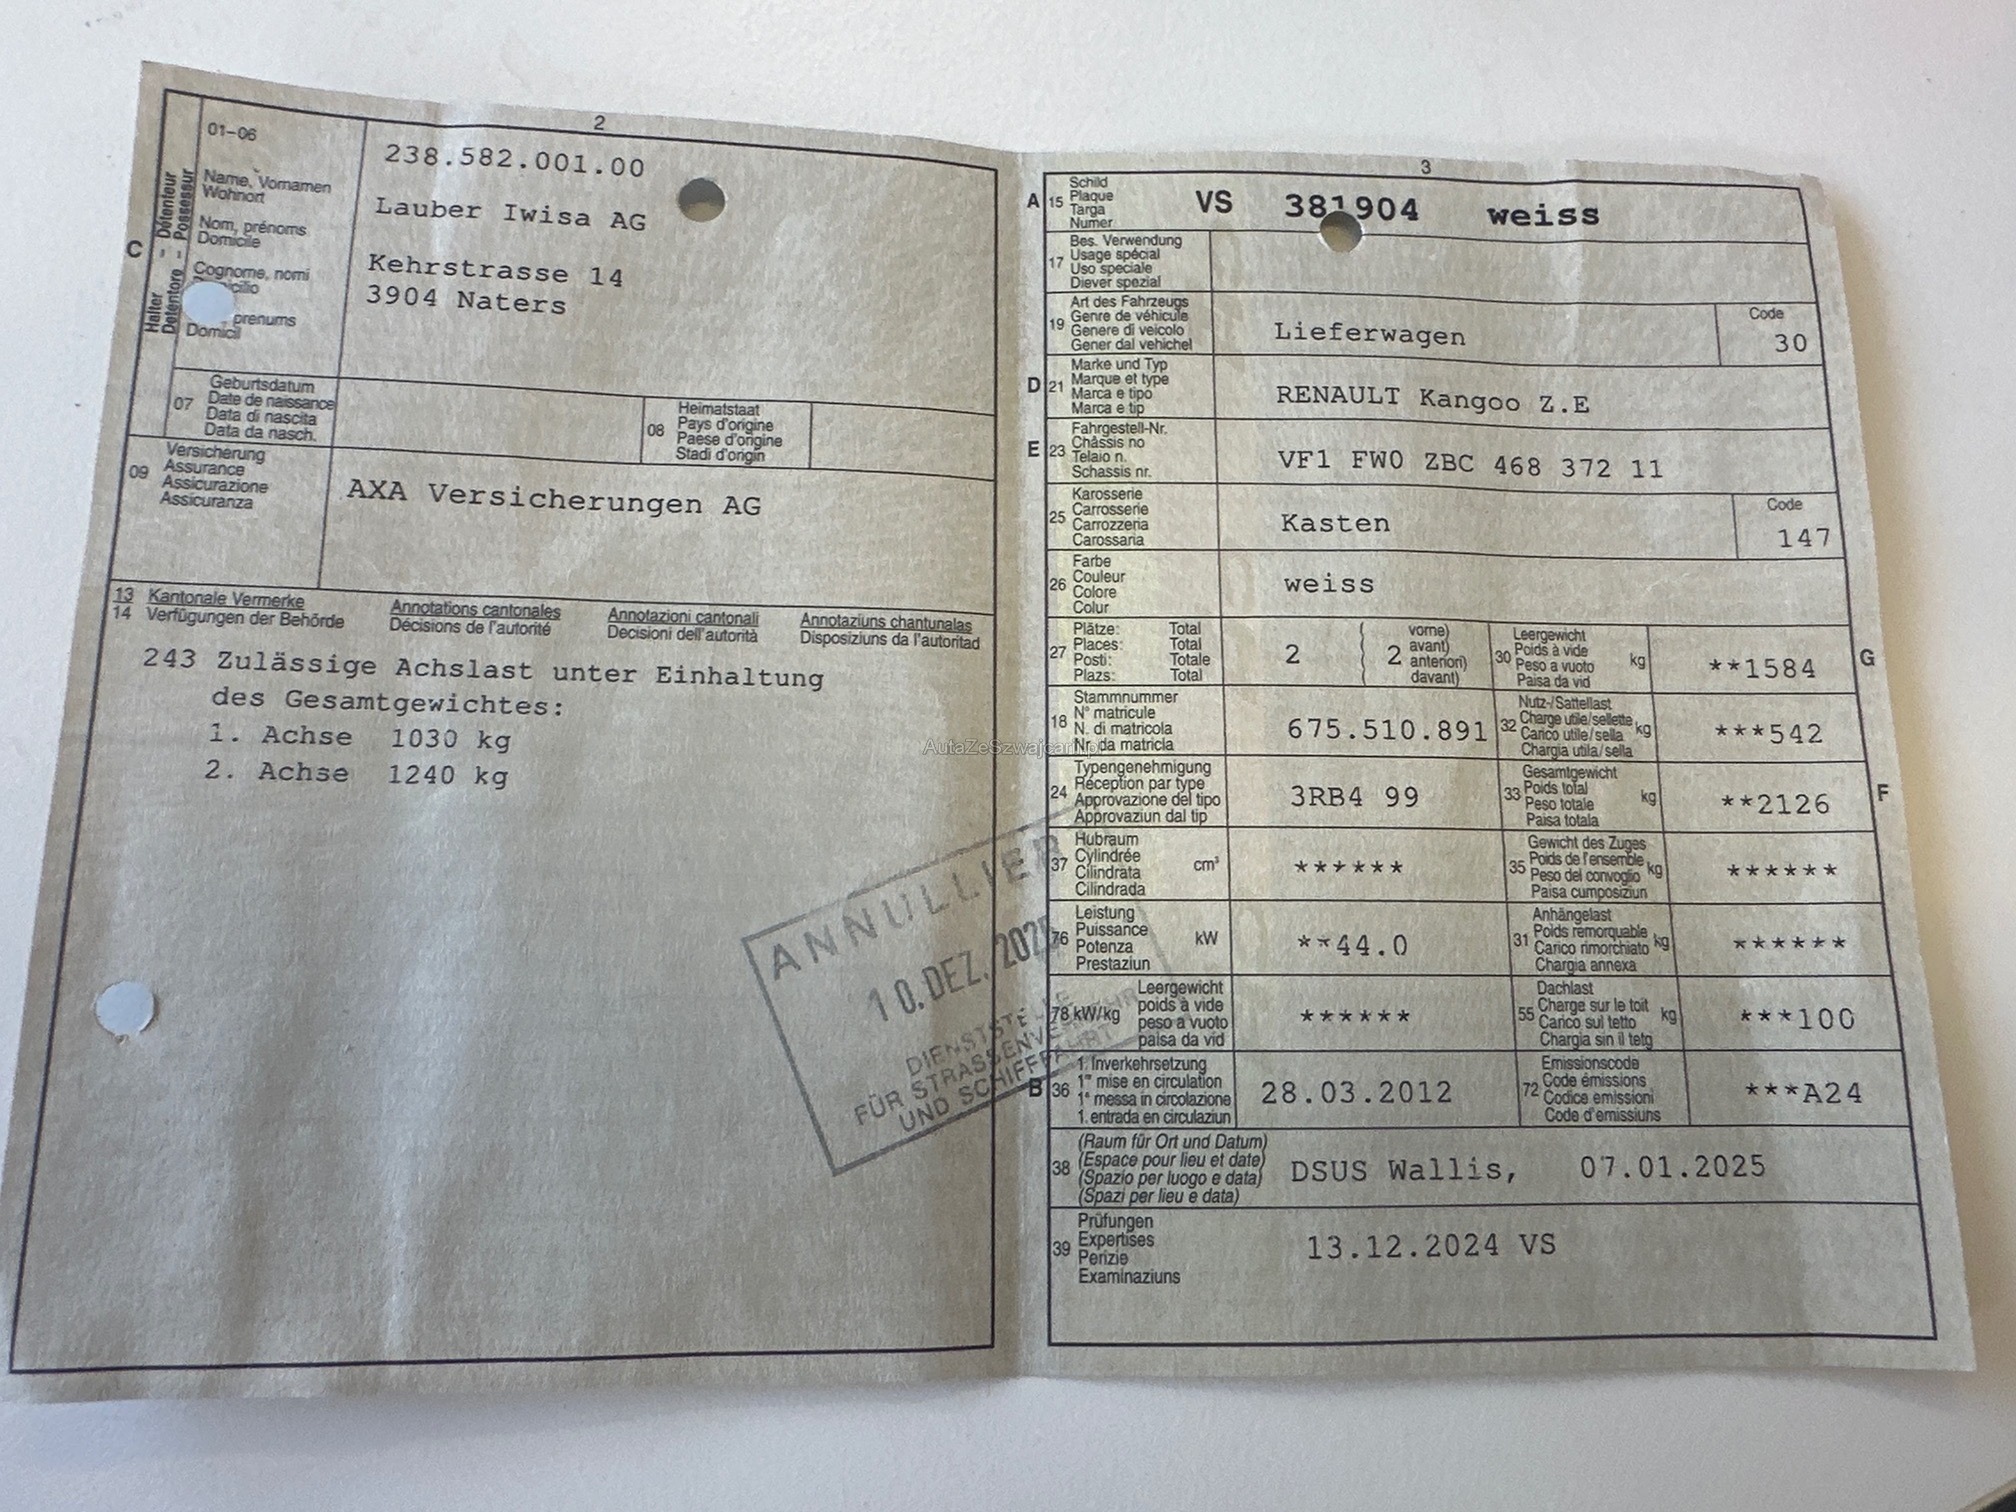 2
01–06
238.582.001.00
Name, Vornamen
Wohnort
Lauber Iwisa AG
Nom, prénoms
Domicile
C
Halter – Détenteur
Detentore – Possessur
Cognome, nomi
Kehrstrasse 14
3904 Naters
prenums
Domicil
07
Geburtsdatum
Date de naissance
Data di nascita
Data da nasch.
08
Heimatstaat
Pays d'origine
Paese d'origine
Stadi d'origin
09
Versicherung
Assurance
Assicurazione
Assicuranza
AXA Versicherungen AG
13 Kantonale Vermerke Annotations cantonales Annotazioni cantonali Annotaziuns chantunalas
14 Verfügungen der Behörde Décisions de l'autorité Decisioni dell'autorità Disposiziuns da l'autoritad
243 Zulässige Achslast unter Einhaltung
des Gesamtgewichtes:
1. Achse 1030 kg
2. Achse 1240 kg
ANNULLIER
10. DEZ. 202
DIENSTSTELLE
FÜR STRASSENVERKEHR
UND SCHIFFFAHRT
3
A 15
Schild
Plaque
Targa
Numer
VS 381904 weiss
17
Bes. Verwendung
Usage spécial
Uso speciale
Diever spezial
19
Art des Fahrzeugs
Genre de véhicule
Genere di veicolo
Gener dal vehichel
Lieferwagen
Code
30
D 21
Marke und Typ
Marque et type
Marca e tipo
Marca e tip
RENAULT Kangoo Z.E
E 23
Fahrgestell-Nr.
Châssis no
Telaio n.
Schassis nr.
VF1 FW0 ZBC 468 372 11
25
Karosserie
Carrosserie
Carrozzeria
Carossaria
Kasten
Code
147
26
Farbe
Couleur
Colore
Colur
weiss
27
Plätze: Total
Places: Total
Posti: Totale
Plazs: Total
2
( 2
vorne)
avant)
anteriori)
davant)
30
Leergewicht
Poids à vide
Peso a vuoto
Paisa da vid
kg
**1584
G
18
Stammnummer
N° matricule
N. di matricola
Nr. da matricla
675.510.891
32
Nutz-/Sattellast
Charge utile/sellette
Carico utile/sella
Chargia utila/sella
kg
***542
AutaZeSzwajcarii
24
Typengenehmigung
Réception par type
Approvazione del tipo
Approvaziun dal tip
3RB4 99
33
Gesamtgewicht
Poids total
Peso totale
Paisa totala
kg
**2126
F
37
Hubraum
Cylindrée
Cilindrata
Cilindrada
cm³
******
35
Gewicht des Zuges
Poids de l'ensemble
Peso del convoglio
Paisa cumposiziun
kg
******
76
Leistung
Puissance
Potenza
Prestaziun
kW
**44.0
31
Anhängelast
Poids remorquable
Carico rimorchiato
Chargia annexa
kg
******
78 kW/kg
Leergewicht
poids à vide
peso a vuoto
paisa da vid
******
55
Dachlast
Charge sur le toit
Carico sul tetto
Chargia sin il tetg
kg
***100
B 36
1. Inverkehrsetzung
1re mise en circulation
1a messa in circolazione
1. entrada en circulaziun
28.03.2012
72
Emissionscode
Code émissions
Codice emissioni
Code d'emissiuns
***A24
38
(Raum für Ort und Datum)
(Espace pour lieu et date)
(Spazio per luogo e data)
(Spazi per lieu e data)
DSUS Wallis, 07.01.2025
39
Prüfungen
Expertises
Perizie
Examinaziuns
13.12.2024 VS